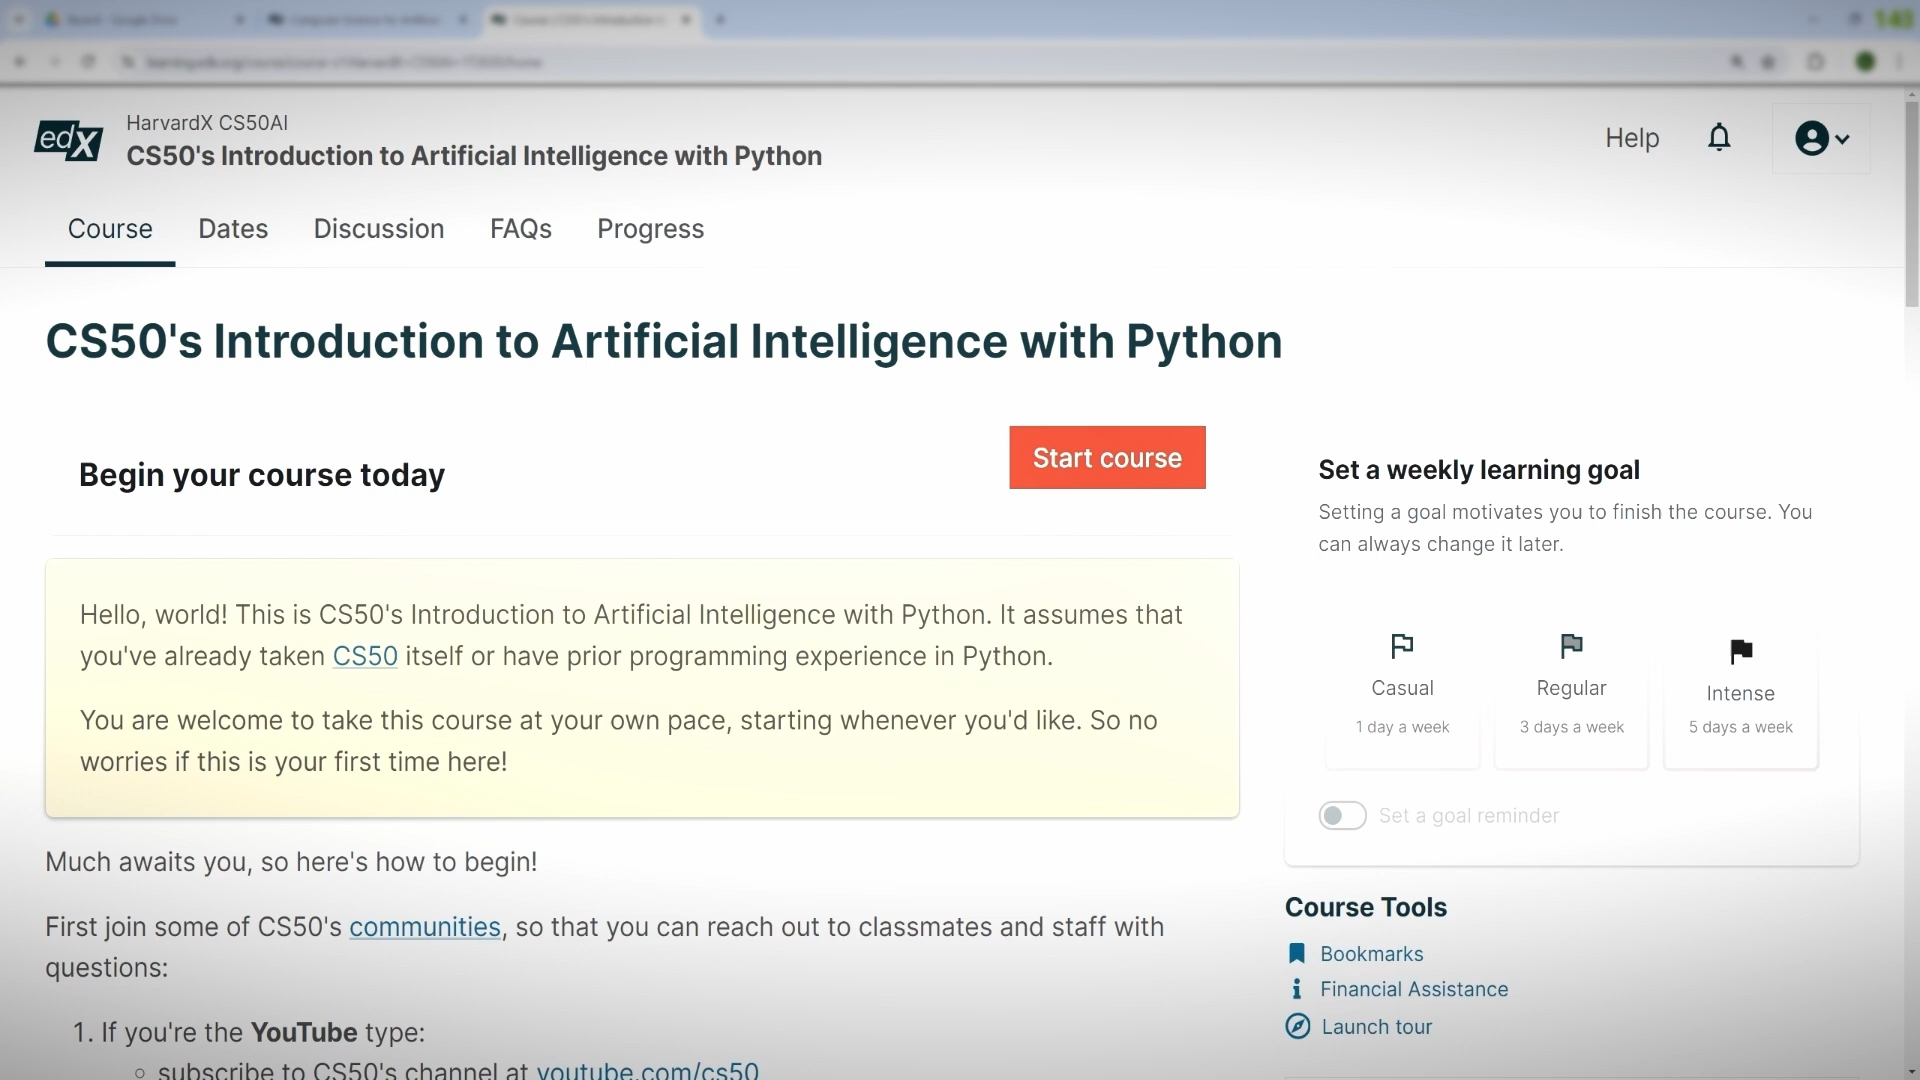 143
edX
HarvardX CS50AI
CS50's Introduction to Artificial Intelligence with Python
Help
Course
Dates
Discussion
FAQs
Progress
CS50's Introduction to Artificial Intelligence with Python
Begin your course today
Start course
Hello, world! This is CS50's Introduction to Artificial Intelligence with Python. It assumes that
you've already taken CS50 itself or have prior programming experience in Python.
You are welcome to take this course at your own pace, starting whenever you'd like. So no
worries if this is your first time here!
Much awaits you, so here's how to begin!
First join some of CS50's communities, so that you can reach out to classmates and staff with
questions:
1. If you're the YouTube type:
subscribe to CS50's channel at youtube.com/cs50
Set a weekly learning goal
Setting a goal motivates you to finish the course. You
can always change it later.
Casual
1 day a week
Regular
3 days a week
Intense
5 days a week
Set a goal reminder
Course Tools
Bookmarks
Financial Assistance
Launch tour